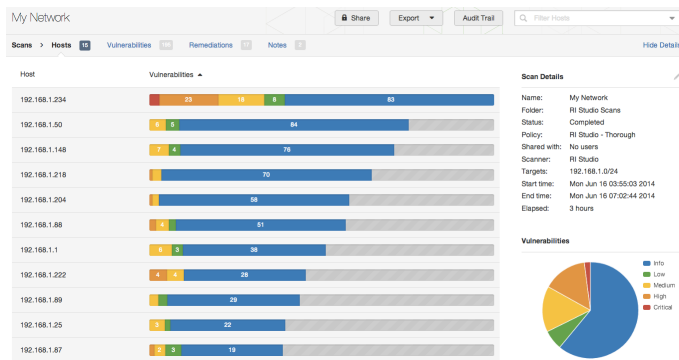 My Network
Share Export Audit Trail Filter Hosts
Scans > Hosts 15 Vulnerabilities Remediations 17 Notes Hide Details
Host Vulnerabilities
192.168.1.234 23 18 8 83
192.168.1.50 6 5 84
192.168.1.148 7 4 76
192.168.1.218 70
192.168.1.204 58
192.168.1.88 4 51
192.168.1.1 6 3 38
192.168.1.222 4 4 28
192.168.1.89 29
192.168.1.25 3 22
192.168.1.87 2 3 19
Scan Details
Name: My Network
Folder: RI Studio Scans
Status: Completed
Policy: RI Studio - Thorough
Shared with: No users
Scanner: RI Studio
Targets: 192.168.1.0/24
Start time: Mon Jun 16 03:55:03 2014
End time: Mon Jun 16 07:02:44 2014
Elapsed: 3 hours
Vulnerabilities
Info
Low
Medium
High
Critical